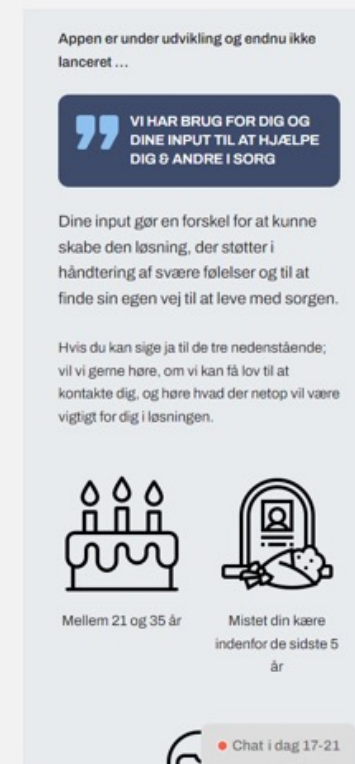 Appen er under udvikling og endnu ikke
lanceret ...
VI HAR BRUG FOR DIG OG
DINE INPUT TIL AT HJÆLPE
DIG & ANDRE I SORG
Dine input gør en forskel for at kunne
skabe den løsning, der støtter i
håndtering af svære følelser og til at
finde sin egen vej til at leve med sorgen.
Hvis du kan sige ja til de tre nedenstående;
vil vi gerne høre, om vi kan få lov til at
kontakte dig, og høre hvad der netop vil være
vigtigt for dig i løsningen.
Mellem 21 og 35 år
Mistet din kære
indenfor de sidste 5
år
Chat i dag 17-21